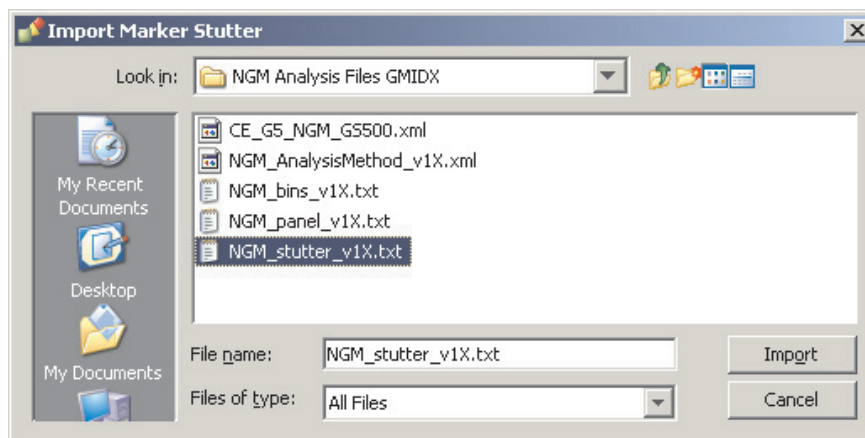 Import Marker Stutter
Look in:
NGM Analysis Files GMIDX
My Recent
Documents
Desktop
My Documents
CE_G5_NGM_GS500.xml
NGM_AnalysisMethod_v1X.xml
NGM_bins_v1X.txt
NGM_panel_v1X.txt
NGM_stutter_v1X.txt
File name:
NGM_stutter_v1X.txt
Import
Files of type:
All Files
Cancel